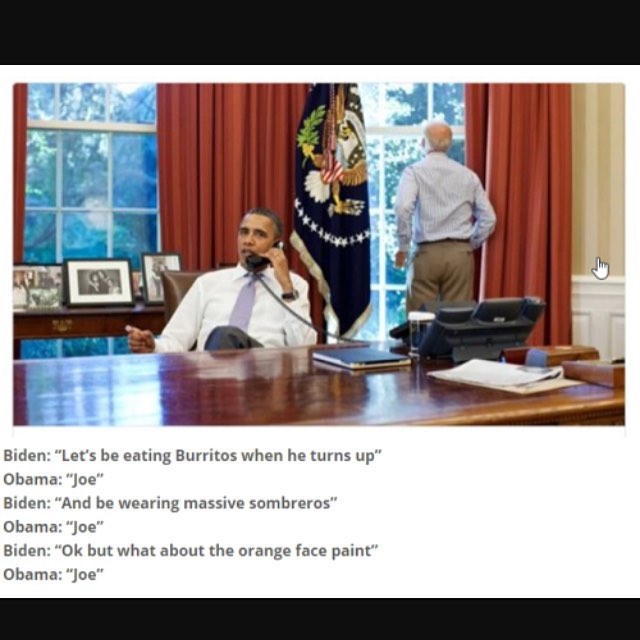 Biden: “Let’s be eating Burritos when he turns up”
Obama: “Joe”
Biden: “And be wearing massive sombreros”
Obama: “Joe”
Biden: “Ok but what about the orange face paint”
Obama: “Joe”